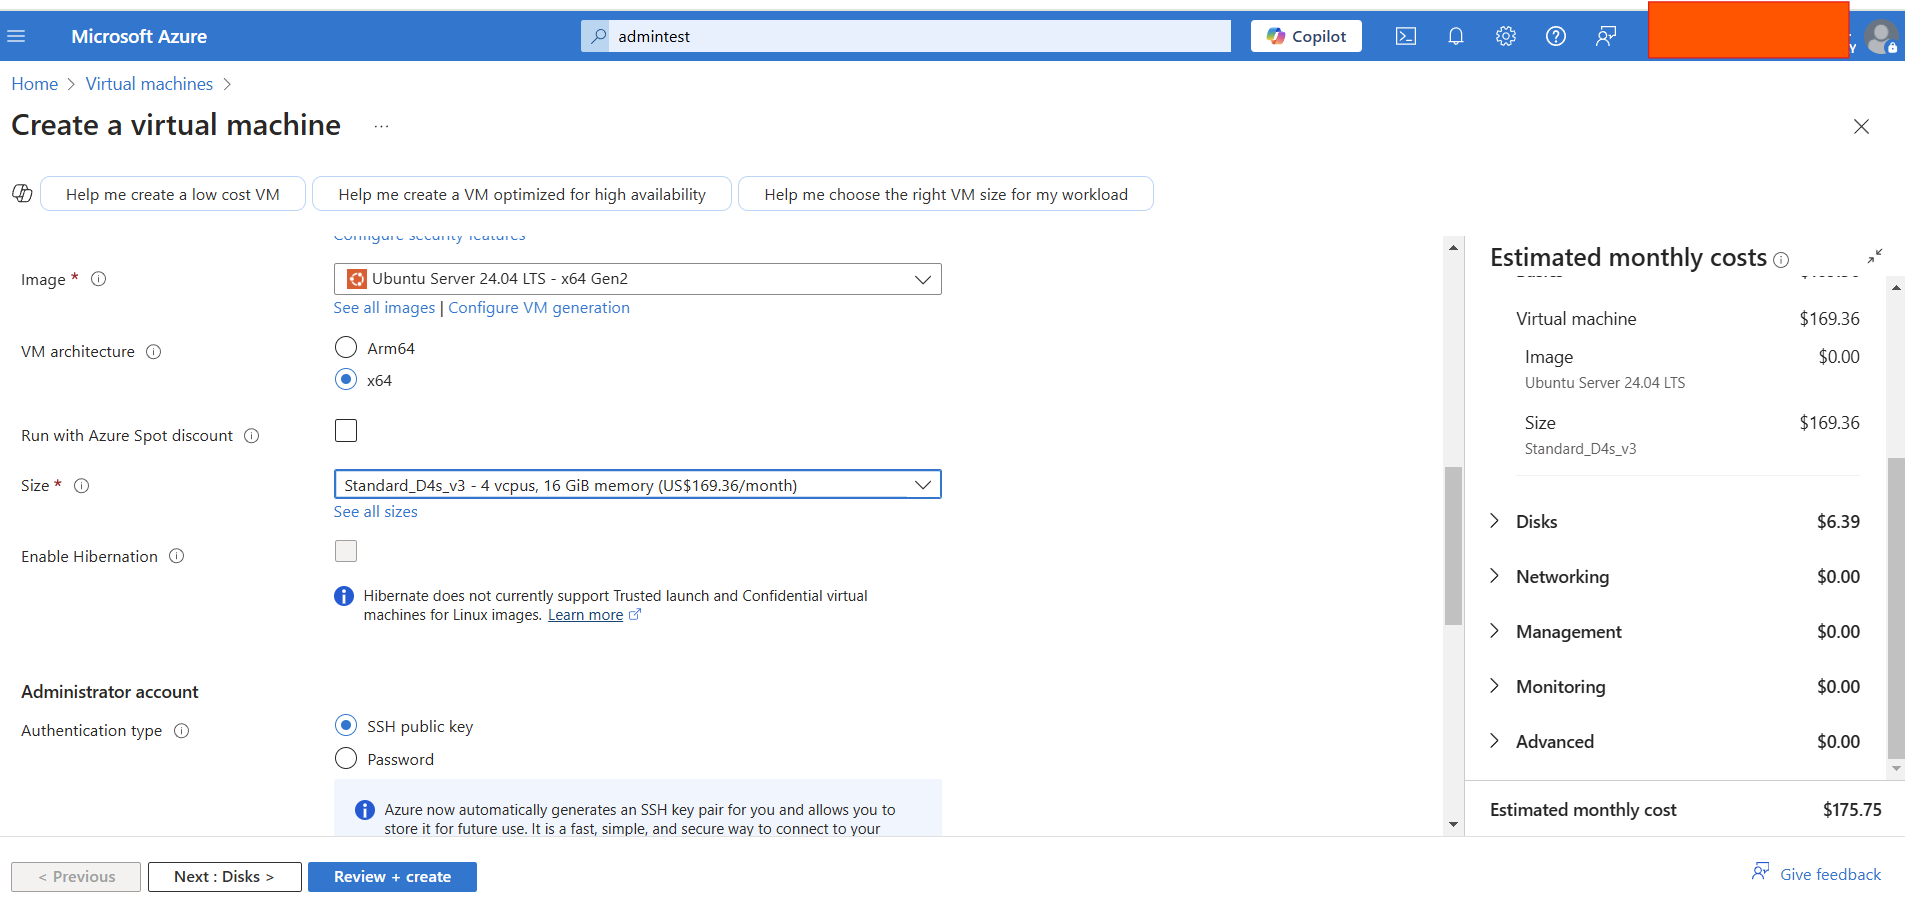 Microsoft Azure
admintest
Copilot
Home > Virtual machines >
Create a virtual machine ...
Help me create a low cost VM
Help me create a VM optimized for high availability
Help me choose the right VM size for my workload
Configure security features
Image *
Ubuntu Server 24.04 LTS - x64 Gen2
See all images | Configure VM generation
VM architecture
Arm64
x64
Run with Azure Spot discount
Size *
Standard_D4s_v3 - 4 vcpus, 16 GiB memory (US$169.36/month)
See all sizes
Enable Hibernation
Hibernate does not currently support Trusted launch and Confidential virtual
machines for Linux images. Learn more
Administrator account
Authentication type
SSH public key
Password
Azure now automatically generates an SSH key pair for you and allows you to
store it for future use. It is a fast, simple, and secure way to connect to your
Estimated monthly costs
Virtual machine $169.36
Image $0.00
Ubuntu Server 24.04 LTS
Size $169.36
Standard_D4s_v3
Disks $6.39
Networking $0.00
Management $0.00
Monitoring $0.00
Advanced $0.00
Estimated monthly cost $175.75
< Previous
Next : Disks >
Review + create
Give feedback